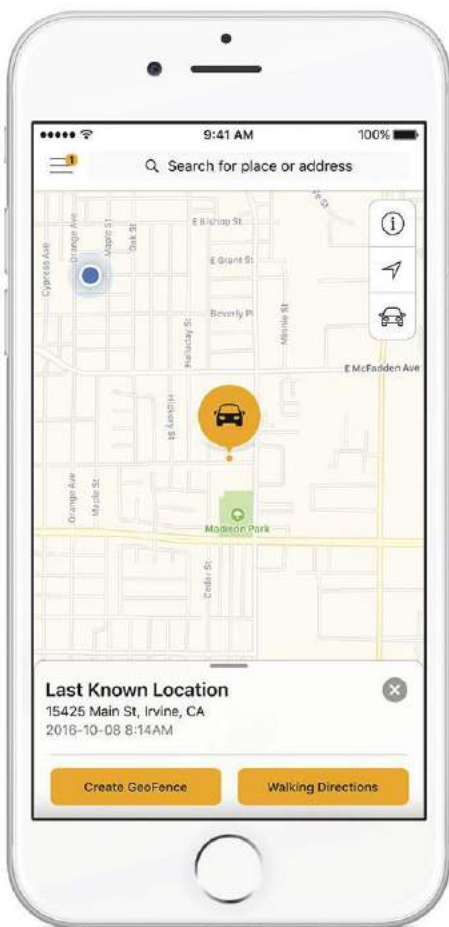 9:41 AM
100%
1
Search for place or address
E Bishop St
E Grant St
Beverly Pl
E McFadden Ave
Cypress Ave
Orange Ave
Maple St
Oak St
Halladay St
Minnie St
Hickory St
Orange Ave
Maple St
Madison Park
Cedar St
Last Known Location
15425 Main St, Irvine, CA
2016-10-08 8:14AM
Create GeoFence
Walking Directions